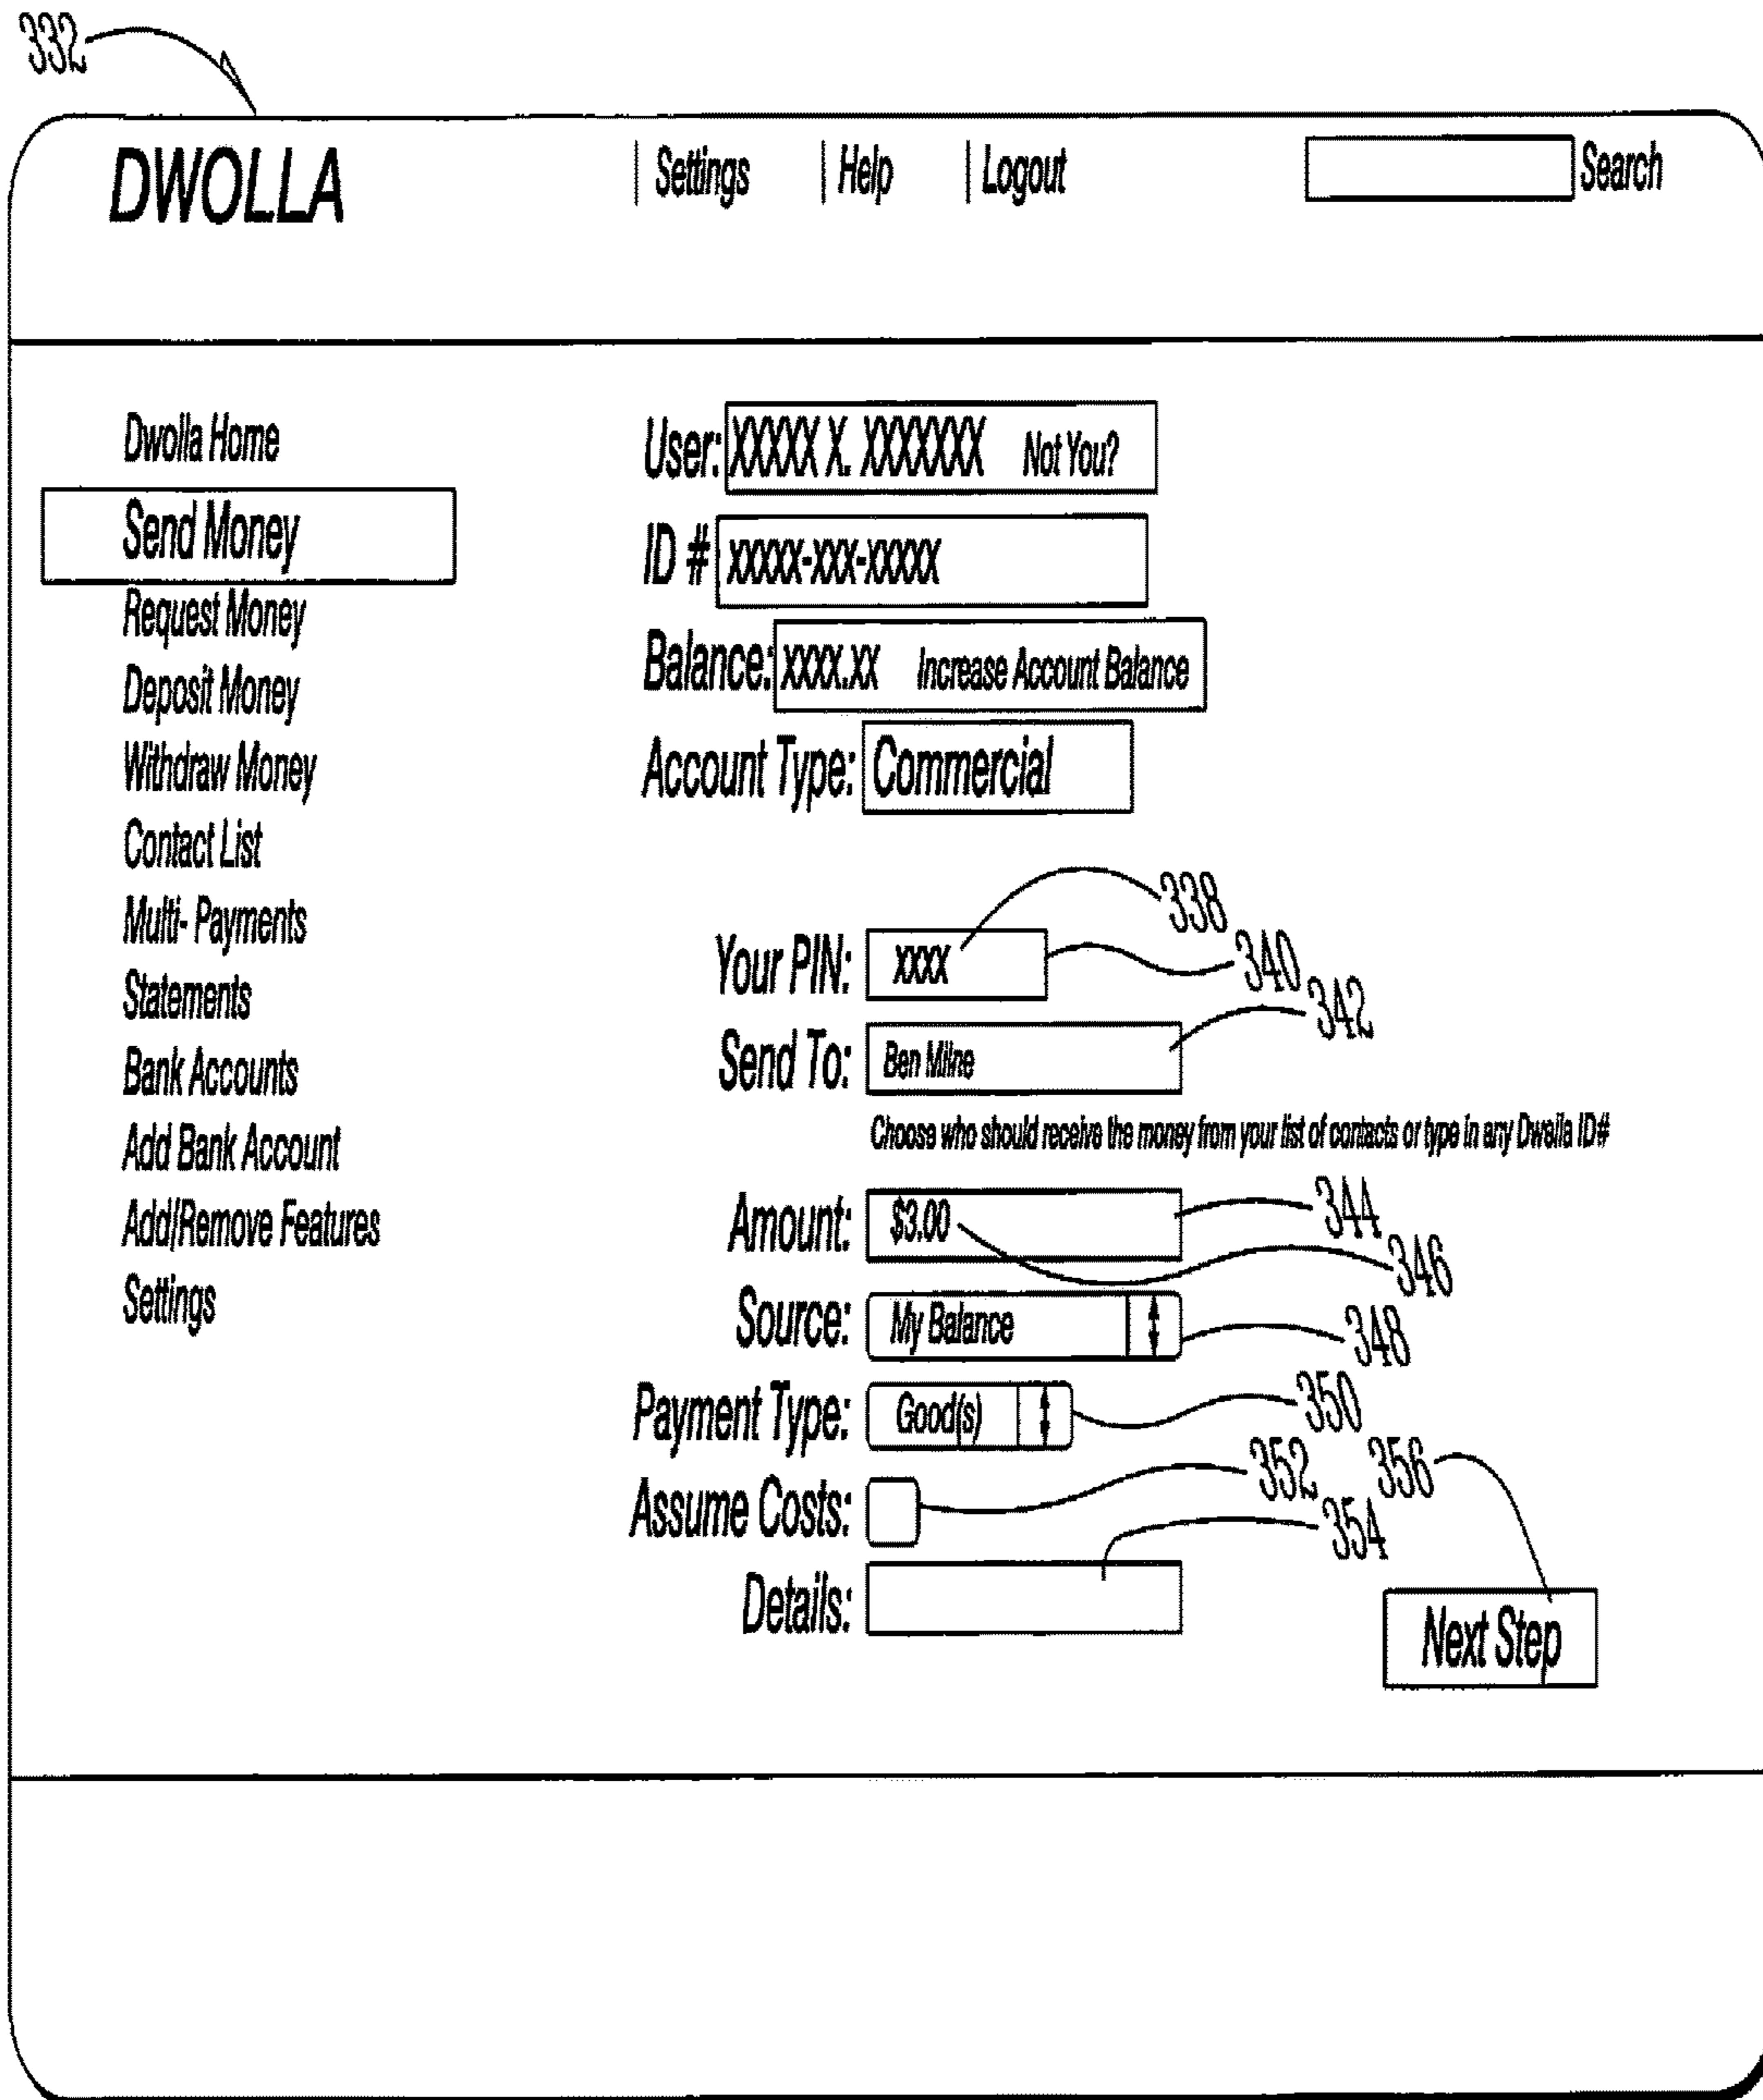 332
DWOLLA | Settings | Help | Logout Search
Dwolla Home
Send Money
Request Money
Deposit Money
Withdraw Money
Contact List
Multi- Payments
Statements
Bank Accounts
Add Bank Account
Add/Remove Features
Settings
User: XXXXX X. XXXXXXX Not You?
ID # xxxxx-xxx-xxxxx
Balance: xxxx.xx Increase Account Balance
Account Type: Commercial
Your PIN: xxxx 338
340
Send To: Ben Milne 342
Choose who should receive the money from your list of contacts or type in any Dwolla ID#
Amount: $3.00 344
346
Source: My Balance 348
Payment Type: Good(s) 350
Assume Costs: 352 356
354
Details:
Next Step